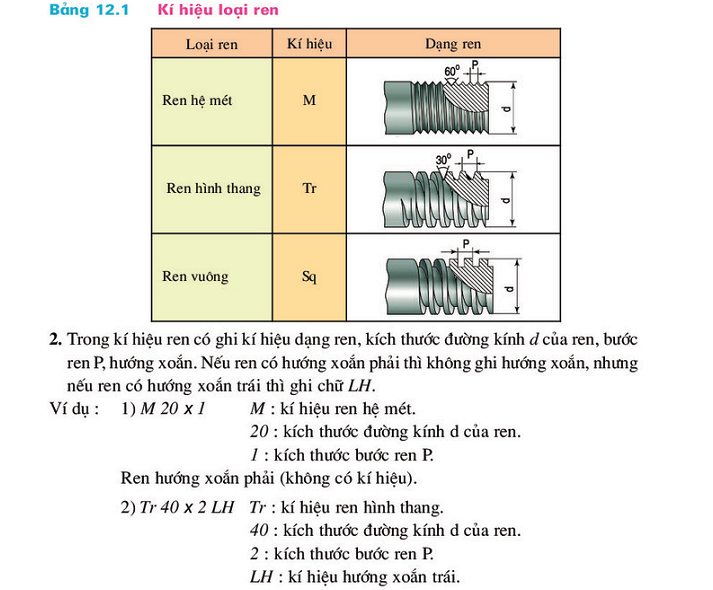 Bảng 12.1 Kí hiệu loại ren
Loại ren Kí hiệu Dạng ren
Ren hệ mét M
60° P
d
Ren hình thang Tr
30° P
d
Ren vuông Sq
P
d
2. Trong kí hiệu ren có ghi kí hiệu dạng ren, kích thước đường kính d của ren, bước
ren P, hướng xoắn. Nếu ren có hướng xoắn phải thì không ghi hướng xoắn, nhưng
nếu ren có hướng xoắn trái thì ghi chữ LH.
Ví dụ : 1) M 20 x 1 M : kí hiệu ren hệ mét.
20 : kích thước đường kính d của ren.
1 : kích thước bước ren P.
Ren hướng xoắn phải (không có kí hiệu).
2) Tr 40 x 2 LH Tr : kí hiệu ren hình thang.
40 : kích thước đường kính d của ren.
2 : kích thước bước ren P.
LH : kí hiệu hướng xoắn trái.